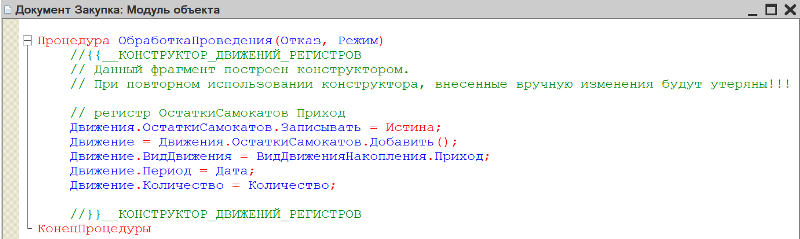 Документ Закупка: Модуль объекта
Процедура ОбработкаПроведения(Отказ, Режим)
//{{__КОНСТРУКТОР_ДВИЖЕНИЙ_РЕГИСТРОВ
// Данный фрагмент построен конструктором.
// При повторном использовании конструктора, внесенные вручную изменения будут утеряны!!!
// регистр ОстаткиСамокатов Приход
Движения.ОстаткиСамокатов.Записывать = Истина;
Движение = Движения.ОстаткиСамокатов.Добавить();
Движение.ВидДвижения = ВидДвиженияНакопления.Приход;
Движение.Период = Дата;
Движение.Количество = Количество;
//}}__КОНСТРУКТОР_ДВИЖЕНИЙ_РЕГИСТРОВ
КонецПроцедуры